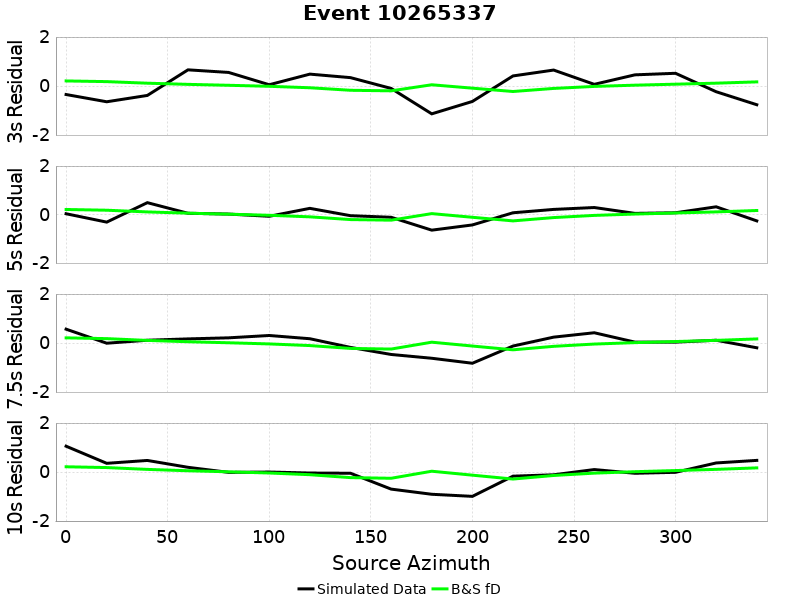 Event 10265337
3s Residual
2
0
-2
5s Residual
2
0
-2
7.5s Residual
2
0
-2
10s Residual
2
0
-2
0 50 100 150 200 250 300
Source Azimuth
Simulated Data B&S fD